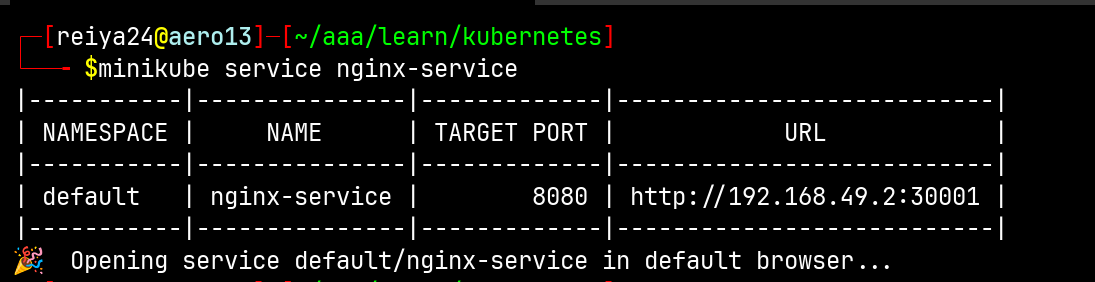 ┌─[reiya24@aero13]─[~/aaa/learn/kubernetes]
└──╼ $minikube service nginx-service
|-----------|---------------|-------------|---------------------------|
| NAMESPACE |     NAME      | TARGET PORT |            URL            |
|-----------|---------------|-------------|---------------------------|
| default   | nginx-service |        8080 | http://192.168.49.2:30001 |
|-----------|---------------|-------------|---------------------------|
🎉  Opening service default/nginx-service in default browser...